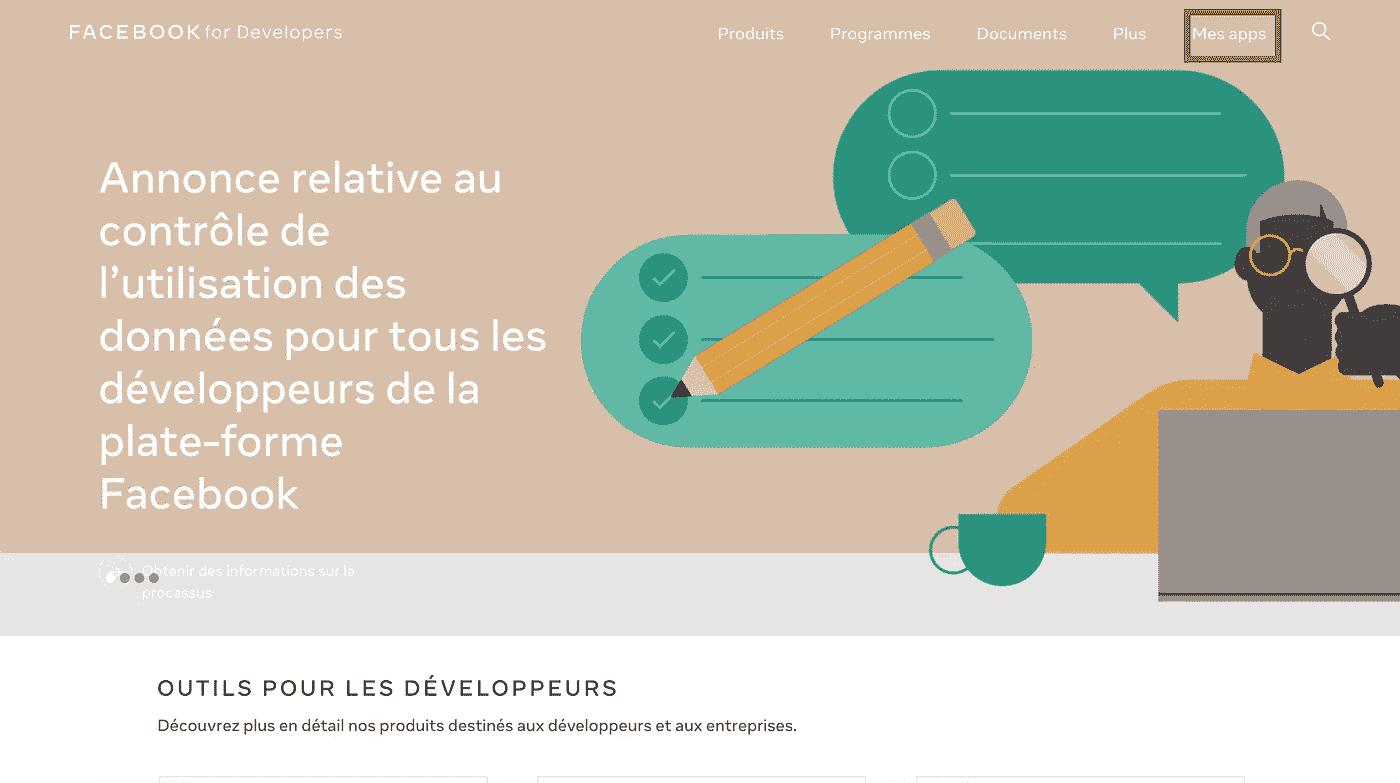 FACEBOOK for Developers
Produits Programmes Documents Plus Mes apps
Annonce relative au
contrôle de
l’utilisation des
données pour tous les
développeurs de la
plate-forme
Facebook
Obtenir des informations sur le
processus
OUTILS POUR LES DÉVELOPPEURS
Découvrez plus en détail nos produits destinés aux développeurs et aux entreprises.